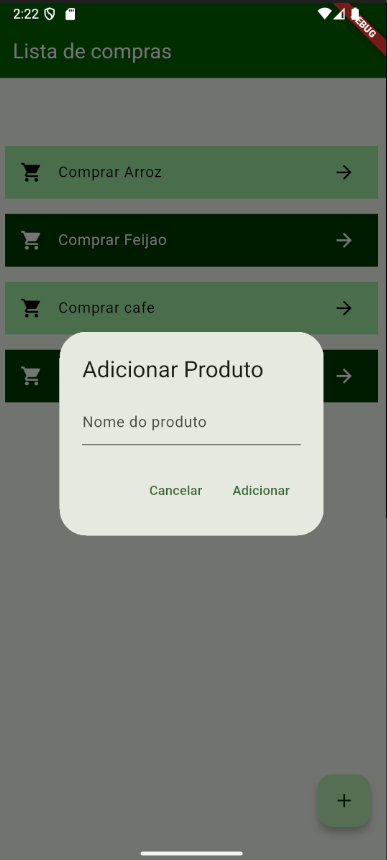 2:22
DEBUG
Lista de compras
Comprar Arroz
Comprar Feijao
Comprar cafe
Adicionar Produto
Nome do produto
Cancelar Adicionar